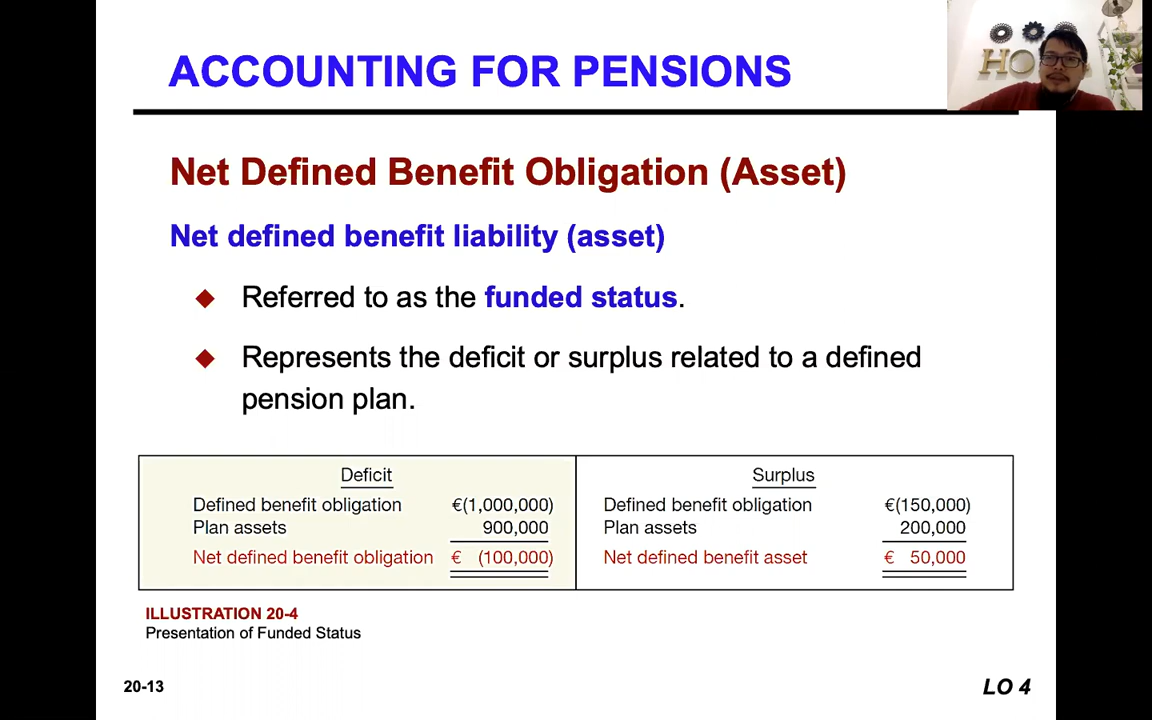 ACCOUNTING FOR PENSIONS
Net Defined Benefit Obligation (Asset)
Net defined benefit liability (asset)
Referred to as the funded status.
Represents the deficit or surplus related to a defined
pension plan.
Deficit
Defined benefit obligation €(1,000,000)
Plan assets 900,000
Net defined benefit obligation € (100,000)
Surplus
Defined benefit obligation €(150,000)
Plan assets 200,000
Net defined benefit asset € 50,000
ILLUSTRATION 20-4
Presentation of Funded Status
20-13
LO 4